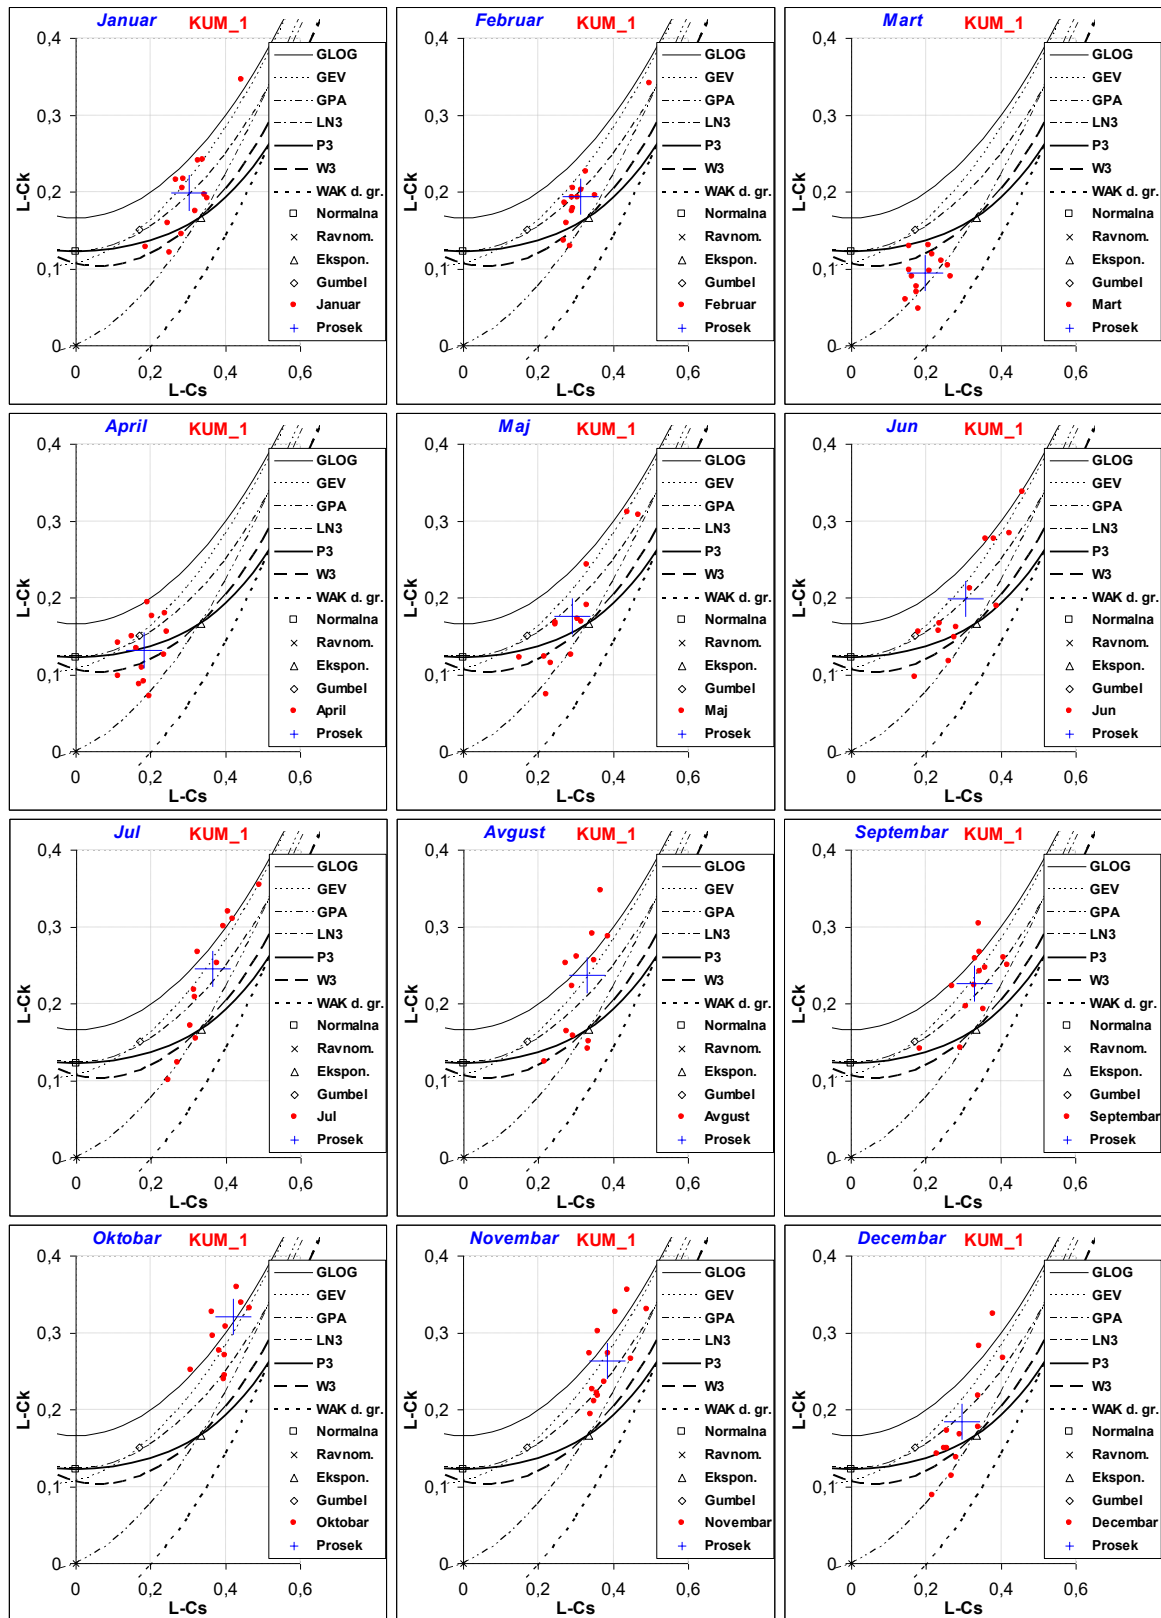 Januar KUM_1
0,4
0,3
0,2
0,1
0
L-Ck
0 0,2 0,4 0,6
L-Cs
GLOG
GEV
GPA
LN3
P3
W3
WAK d. gr.
Normalna
Ravnom.
Ekspon.
Gumbel
Januar
Prosek
Februar KUM_1
0,4
0,3
0,2
0,1
0
L-Ck
0 0,2 0,4 0,6
L-Cs
GLOG
GEV
GPA
LN3
P3
W3
WAK d. gr.
Normalna
Ravnom.
Ekspon.
Gumbel
Februar
Prosek
Mart KUM_1
0,4
0,3
0,2
0,1
0
L-Ck
0 0,2 0,4 0,6
L-Cs
GLOG
GEV
GPA
LN3
P3
W3
WAK d. gr.
Normalna
Ravnom.
Ekspon.
Gumbel
Mart
Prosek
April KUM_1
0,4
0,3
0,2
0,1
0
L-Ck
0 0,2 0,4 0,6
L-Cs
GLOG
GEV
GPA
LN3
P3
W3
WAK d. gr.
Normalna
Ravnom.
Ekspon.
Gumbel
April
Prosek
Maj KUM_1
0,4
0,3
0,2
0,1
0
L-Ck
0 0,2 0,4 0,6
L-Cs
GLOG
GEV
GPA
LN3
P3
W3
WAK d. gr.
Normalna
Ravnom.
Ekspon.
Gumbel
Maj
Prosek
Jun KUM_1
0,4
0,3
0,2
0,1
0
L-Ck
0 0,2 0,4 0,6
L-Cs
GLOG
GEV
GPA
LN3
P3
W3
WAK d. gr.
Normalna
Ravnom.
Ekspon.
Gumbel
Jun
Prosek
Jul KUM_1
0,4
0,3
0,2
0,1
0
L-Ck
0 0,2 0,4 0,6
L-Cs
GLOG
GEV
GPA
LN3
P3
W3
WAK d. gr.
Normalna
Ravnom.
Ekspon.
Gumbel
Jul
Prosek
Avgust KUM_1
0,4
0,3
0,2
0,1
0
L-Ck
0 0,2 0,4 0,6
L-Cs
GLOG
GEV
GPA
LN3
P3
W3
WAK d. gr.
Normalna
Ravnom.
Ekspon.
Gumbel
Avgust
Prosek
Septembar KUM_1
0,4
0,3
0,2
0,1
0
L-Ck
0 0,2 0,4 0,6
L-Cs
GLOG
GEV
GPA
LN3
P3
W3
WAK d. gr.
Normalna
Ravnom.
Ekspon.
Gumbel
Septembar
Prosek
Oktobar KUM_1
0,4
0,3
0,2
0,1
0
L-Ck
0 0,2 0,4 0,6
L-Cs
GLOG
GEV
GPA
LN3
P3
W3
WAK d. gr.
Normalna
Ravnom.
Ekspon.
Gumbel
Oktobar
Prosek
Novembar KUM_1
0,4
0,3
0,2
0,1
0
L-Ck
0 0,2 0,4 0,6
L-Cs
GLOG
GEV
GPA
LN3
P3
W3
WAK d. gr.
Normalna
Ravnom.
Ekspon.
Gumbel
Novembar
Prosek
Decembar KUM_1
0,4
0,3
0,2
0,1
0
L-Ck
0 0,2 0,4 0,6
L-Cs
GLOG
GEV
GPA
LN3
P3
W3
WAK d. gr.
Normalna
Ravnom.
Ekspon.
Gumbel
Decembar
Prosek